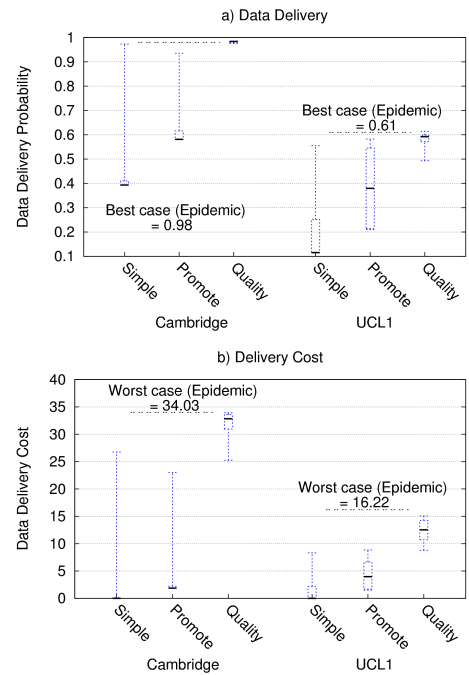 a) Data Delivery
Data Delivery Probability
1
0.9
0.8
0.7
0.6
0.5
0.4
0.3
0.2
0.1
Best case (Epidemic)
= 0.98
Best case (Epidemic)
= 0.61
Simple
Promote
Quality
Simple
Promote
Quality
Cambridge
UCL1
b) Delivery Cost
Data Delivery Cost
40
35
30
25
20
15
10
5
0
Worst case (Epidemic)
= 34.03
Worst case (Epidemic)
= 16.22
Simple
Promote
Quality
Simple
Promote
Quality
Cambridge
UCL1